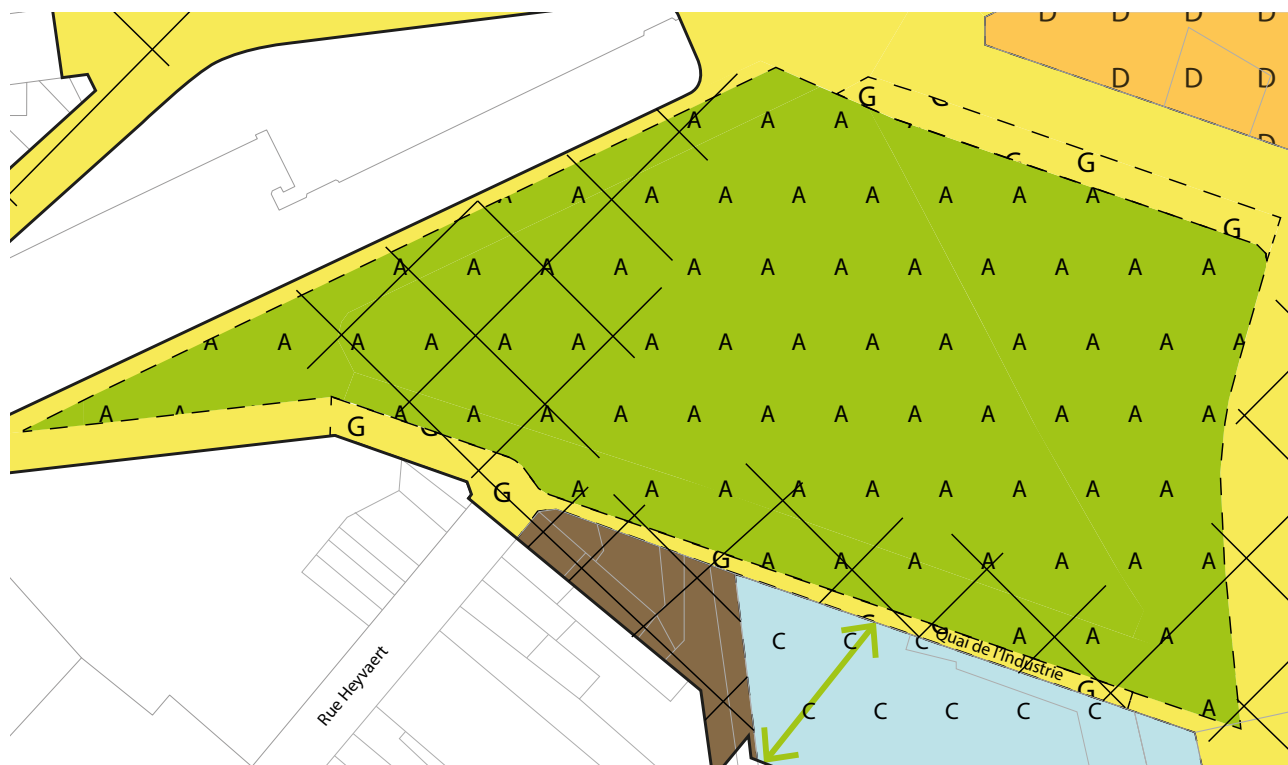 D D D D
D D D
G
A A A
D
G
A A A A A A A A
G
A A A A A A A A A A A A
A A A A A A A A A A A A A A A
A A A A A A A A A A A A A A
G
A A A A A A A A A
G
G A A A A A A A
C C C A A A
Quai de l'Industrie
Rue Heyvaert
G
C C C C C A